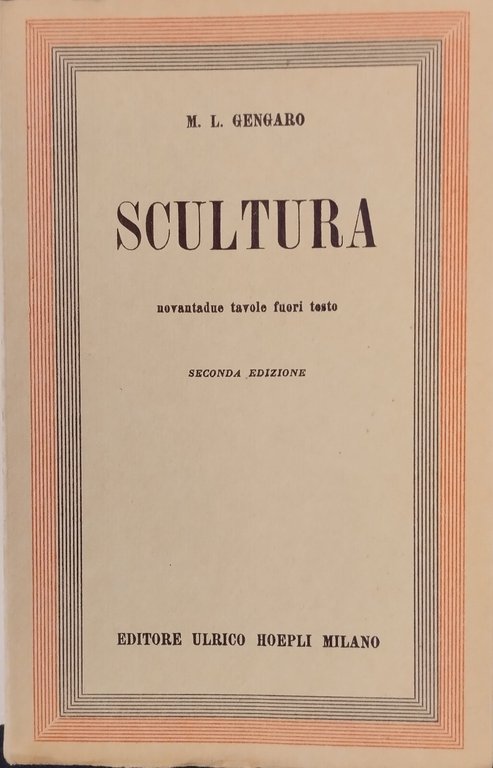 M. L. GENGARO
SCULTURA
novantadue tavole fuori testo
SECONDA EDIZIONE
EDITORE ULRICO HOEPLI MILANO